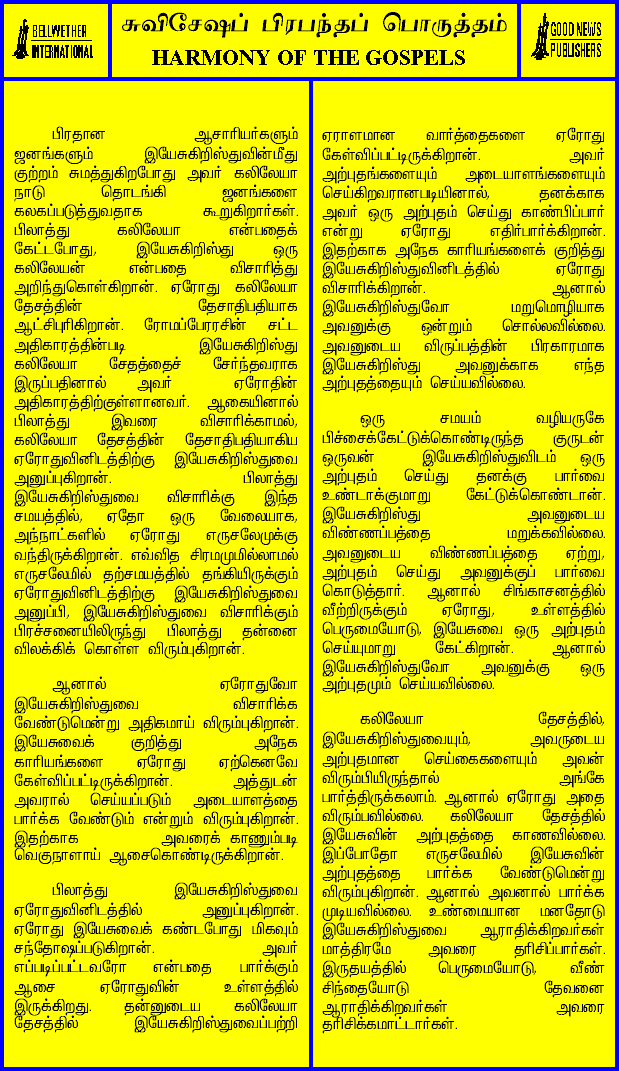 BELLWETHER
INTERNATIONAL
சுவிசேஷப் பிரபந்தப் பொருத்தம்
HARMONY OF THE GOSPELS
GOOD NEWS
PUBLISHERS
பிரதான ஆசாரியர்களும்
ஜனங்களும் இயேசுகிறிஸ்துவின்மீது
குற்றம் சுமத்துகிறபோது அவர் கலிலேயா
நாடு தொடங்கி ஜனங்களை
கலகப்படுத்துவதாக கூறுகிறார்கள்.
பிலாத்து கலிலேயா என்பதைக்
கேட்டபோது, இயேசுகிறிஸ்து ஒரு
கலிலேயன் என்பதை விசாரித்து
அறிந்துகொள்கிறான். ஏரோது கலிலேயா
தேசத்தின் தேசாதிபதியாக
ஆட்சிபுரிகிறான். ரோமப்பேரரசின் சட்ட
அதிகாரத்தின்படி இயேசுகிறிஸ்து
கலிலேயா சேதத்தைச் சேர்ந்தவராக
இருப்பதினால் அவர் ஏரோதின்
அதிகாரத்திற்குள்ளானவர். ஆகையினால்
பிலாத்து இவரை விசாரிக்காமல்,
கலிலேயா தேசத்தின் தேசாதிபதியாகிய
ஏரோதுவினிடத்திற்கு இயேசுகிறிஸ்துவை
அனுப்புகிறான். பிலாத்து
இயேசுகிறிஸ்துவை விசாரிக்கு இந்த
சமயத்தில், ஏதோ ஒரு வேலையாக,
அந்நாட்களில் ஏரோது எருசலேமுக்கு
வந்திருக்கிறான். எவ்வித சிரமமுமில்லாமல்
எருசலேமில் தற்சமயத்தில் தங்கியிருக்கும்
ஏரோதுவினிடத்திற்கு இயேசுகிறிஸ்துவை
அனுப்பி, இயேசுகிறிஸ்துவை விசாரிக்கும்
பிரச்சனையிலிருந்து பிலாத்து தன்னை
விலக்கிக் கொள்ள விரும்புகிறான்.
ஆனால் ஏரோதுவோ
இயேசுகிறிஸ்துவை விசாரிக்க
வேண்டுமென்று அதிகமாய் விரும்புகிறான்.
இயேசுவைக் குறித்து அநேக
காரியங்களை ஏரோது ஏற்கெனவே
கேள்விப்பட்டிருக்கிறான். அத்துடன்
அவரால் செய்யப்படும் அடையாளத்தை
பார்க்க வேண்டும் என்றும் விரும்புகிறான்.
இதற்காக அவரைக் காணும்படி
வெகுநாளாய் ஆசைகொண்டிருக்கிறான்.
பிலாத்து இயேசுகிறிஸ்துவை
ஏரோதுவினிடத்தில் அனுப்புகிறான்.
ஏரோது இயேசுவைக் கண்டபோது மிகவும்
சந்தோஷப்படுகிறான். அவர்
எப்படிப்பட்டவரோ என்பதை பார்க்கும்
ஆசை ஏரோதுவின் உள்ளத்தில்
இருக்கிறது. தன்னுடைய கலிலேயா
தேசத்தில் இயேசுகிறிஸ்துவைப்பற்றி
ஏராளமான வார்த்தைகளை ஏரோது
கேள்விப்பட்டிருக்கிறான். அவர்
அற்புதங்களையும் அடையாளங்களையும்
செய்கிறவரானபடியினால், தனக்காக
அவர் ஒரு அற்புதம் செய்து காண்பிப்பார்
என்று ஏரோது எதிர்பார்க்கிறான்.
இதற்காக அநேக காரியங்களைக் குறித்து
இயேசுகிறிஸ்துவினிடத்தில் ஏரோது
விசாரிக்கிறான். ஆனால்
இயேசுகிறிஸ்துவோ மறுமொழியாக
அவனுக்கு ஒன்றும் சொல்லவில்லை.
அவனுடைய விருப்பத்தின் பிரகாரமாக
இயேசுகிறிஸ்து அவனுக்காக எந்த
அற்புதத்தையும் செய்யவில்லை.
ஒரு சமயம் வழியருகே
பிச்சைக்கேட்டுக்கொண்டிருந்த குருடன்
ஒருவன் இயேசுகிறிஸ்துவிடம் ஒரு
அற்புதம் செய்து தனக்கு பார்வை
உண்டாக்குமாறு கேட்டுக்கொண்டான்.
இயேசுகிறிஸ்து அவனுடைய
விண்ணப்பத்தை மறுக்கவில்லை.
அவனுடைய விண்ணப்பத்தை ஏற்று,
அற்புதம் செய்து அவனுக்குப் பார்வை
கொடுத்தார். ஆனால் சிங்காசனத்தில்
வீற்றிருக்கும் ஏரோது, உள்ளத்தில்
பெருமையோடு, இயேசுவை ஒரு அற்புதம்
செய்யுமாறு கேட்கிறான். ஆனால்
இயேசுகிறிஸ்துவோ அவனுக்கு ஒரு
அற்புதமும் செய்யவில்லை.
கலிலேயா தேசத்தில்,
இயேசுகிறிஸ்துவையும், அவருடைய
அற்புதமான செய்கைகளையும் அவன்
விரும்பியிருந்தால் அங்கே
பார்த்திருக்கலாம். ஆனால் ஏரோது அதை
விரும்பவில்லை. கலிலேயா தேசத்தில்
இயேசுவின் அற்புதத்தை காணவில்லை.
இப்போதோ எருசலேமில் இயேசுவின்
அற்புதத்தை பார்க்க வேண்டுமென்று
விரும்புகிறான். ஆனால் அவனால் பார்க்க
முடியவில்லை. உண்மையான மனதோடு
இயேசுகிறிஸ்துவை ஆராதிக்கிறவர்கள்
மாத்திரமே அவரை தரிசிப்பார்கள்.
இருதயத்தில் பெருமையோடு, வீண்
சிந்தையோடு தேவனை
ஆராதிக்கிறவர்கள் அவரை
தரிசிக்கமாட்டார்கள்.